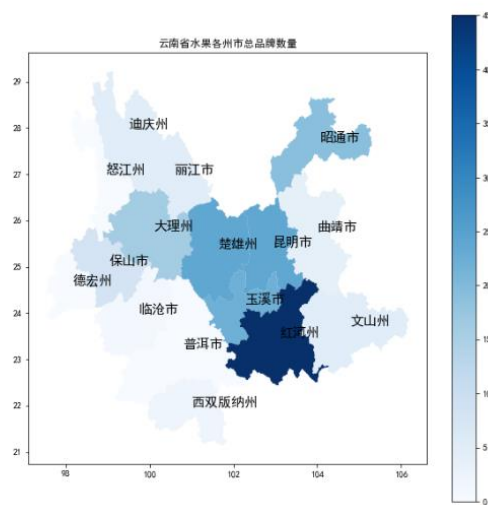 云南省水果各州市总品牌数量
迪庆州
昭通市
怒江州
丽江市
大理州
楚雄州
昆明市
曲靖市
保山市
德宏州
临沧市
玉溪市
红河州
文山州
普洱市
西双版纳州
29
28
27
26
25
24
23
22
21
98
100
102
104
106